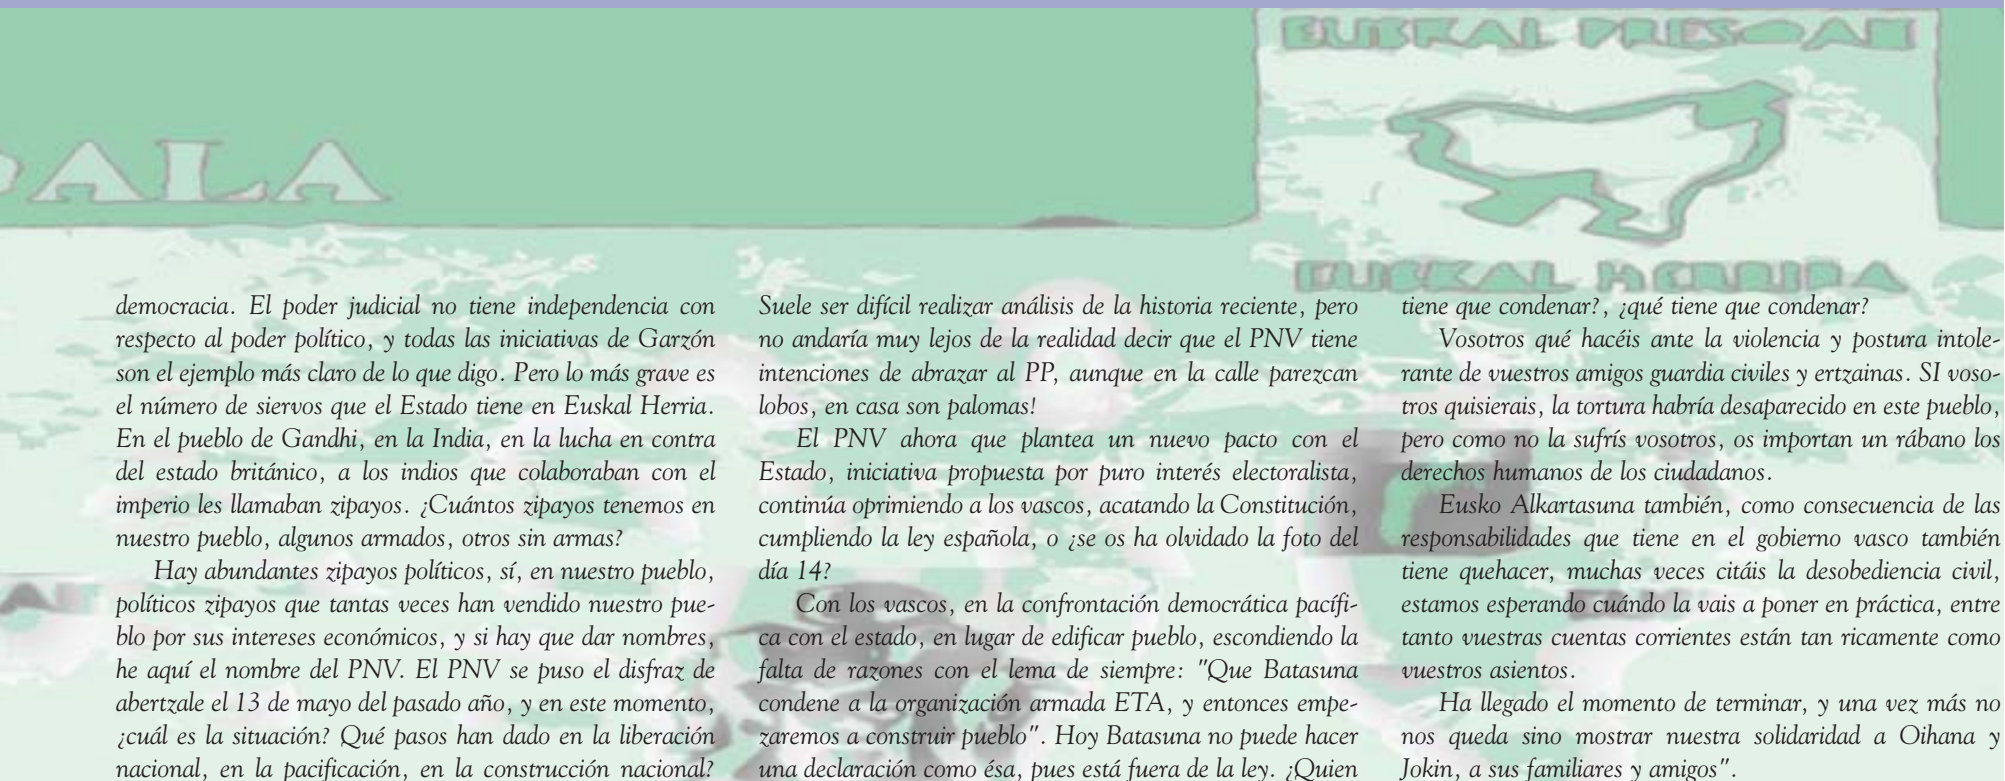 EUSKAL PRESOAK
EUSKAL HERRIRA
PALA
democracia. El poder judicial no tiene independencia con
respecto al poder político, y todas las iniciativas de Garzón
son el ejemplo más claro de lo que digo. Pero lo más grave es
el número de siervos que el Estado tiene en Euskal Herria.
En el pueblo de Gandhi, en la India, en la lucha en contra
del estado británico, a los indios que colaboraban con el
imperio les llamaban zipayos. ¿Cuántos zipayos tenemos en
nuestro pueblo, algunos armados, otros sin armas?
Hay abundantes zipayos políticos, sí, en nuestro pueblo,
políticos zipayos que tantas veces han vendido nuestro pue-
blo por sus intereses económicos, y si hay que dar nombres,
he aquí el nombre del PNV. El PNV se puso el disfraz de
abertzale el 13 de mayo del pasado año, y en este momento,
¿cuál es la situación? Qué pasos han dado en la liberación
nacional, en la pacificación, en la construcción nacional?
Suele ser difícil realizar análisis de la historia reciente, pero
no andaría muy lejos de la realidad decir que el PNV tiene
intenciones de abrazar al PP, aunque en la calle parezcan
lobos, en casa son palomas!
El PNV ahora que plantea un nuevo pacto con el
Estado, iniciativa propuesta por puro interés electoralista,
continúa oprimiendo a los vascos, acatando la Constitución,
cumpliendo la ley española, o ¿se os ha olvidado la foto del
día 14?
Con los vascos, en la confrontación democrática pacífi-
ca con el estado, en lugar de edificar pueblo, escondiendo la
falta de razones con el lema de siempre: "Que Batasuna
condene a la organización armada ETA, y entonces empe-
zaremos a construir pueblo". Hoy Batasuna no puede hacer
una declaración como ésa, pues está fuera de la ley. ¿Quien
tiene que condenar?, ¿qué tiene que condenar?
Vosotros qué hacéis ante la violencia y postura intole-
rante de vuestros amigos guardia civiles y ertzainas. SI voso-
tros quisierais, la tortura habría desaparecido en este pueblo,
pero como no la sufrís vosotros, os importan un rábano los
derechos humanos de los ciudadanos.
Eusko Alkartasuna también, como consecuencia de las
responsabilidades que tiene en el gobierno vasco también
tiene quehacer, muchas veces citáis la desobediencia civil,
estamos esperando cuándo la vais a poner en práctica, entre
tanto vuestras cuentas corrientes están tan ricamente como
vuestros asientos.
Ha llegado el momento de terminar, y una vez más no
nos queda sino mostrar nuestra solidaridad a Oihana y
Jokin, a sus familiares y amigos".